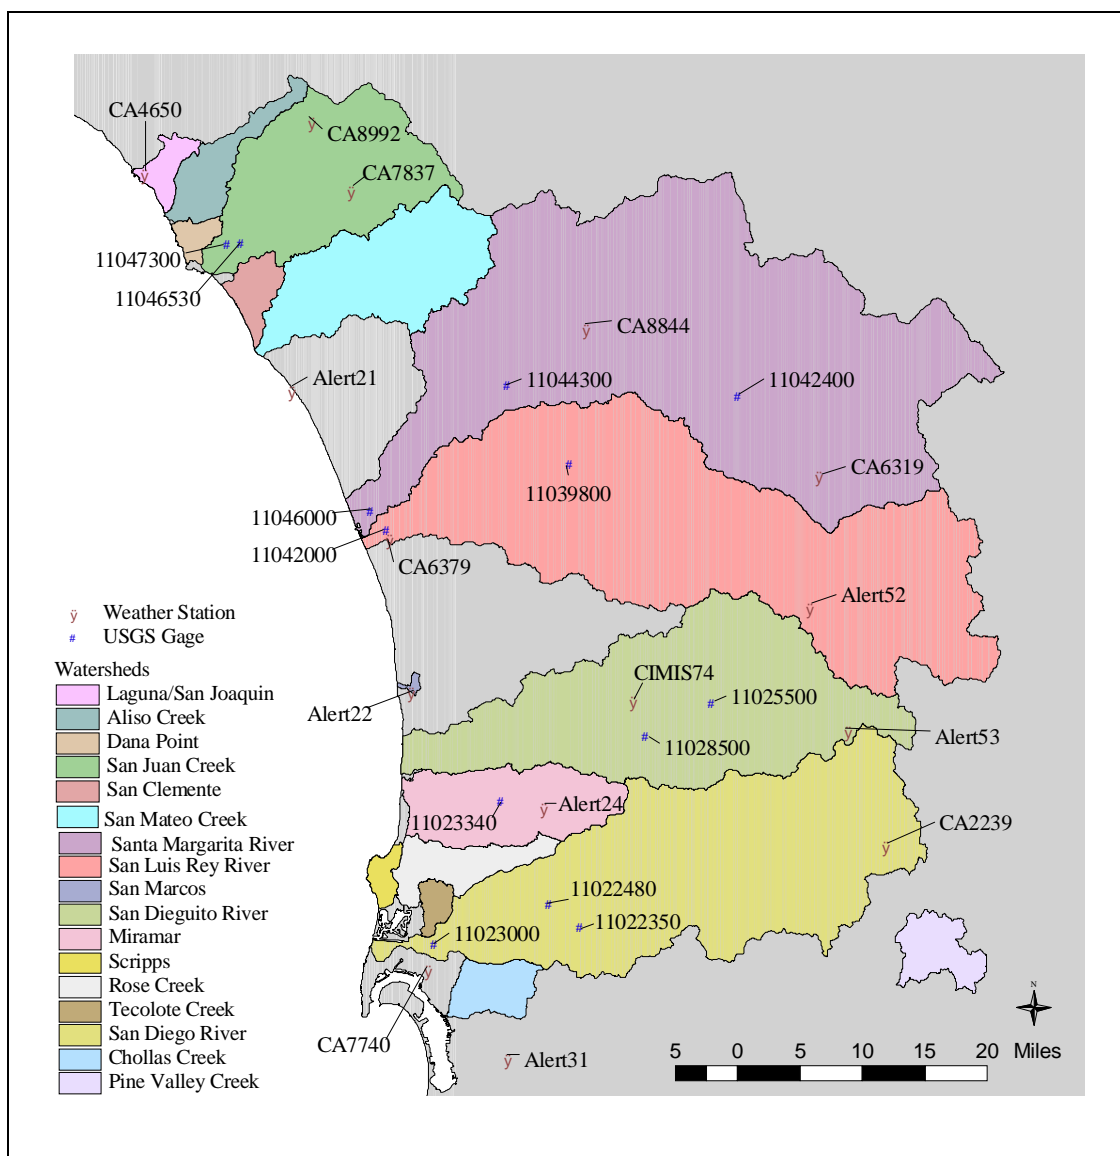 CA4650
CA8992
CA7837
11047300
11046530
CA8844
Alert21
11044300
11042400
CA6319
11039800
11046000
11042000
CA6379
Alert52
ÿ Weather Station
# USGS Gage
Watersheds
Laguna/San Joaquin
Aliso Creek
Dana Point
San Juan Creek
San Clemente
San Mateo Creek
Santa Margarita River
San Luis Rey River
San Marcos
San Dieguito River
Miramar
Scripps
Rose Creek
Tecolote Creek
San Diego River
Chollas Creek
Pine Valley Creek
CIMIS74
11025500
Alert22
11028500
Alert53
Alert24
11023340
CA2239
11022480
11022350
11023000
CA7740
Alert31
N
5 0 5 10 15 20 Miles